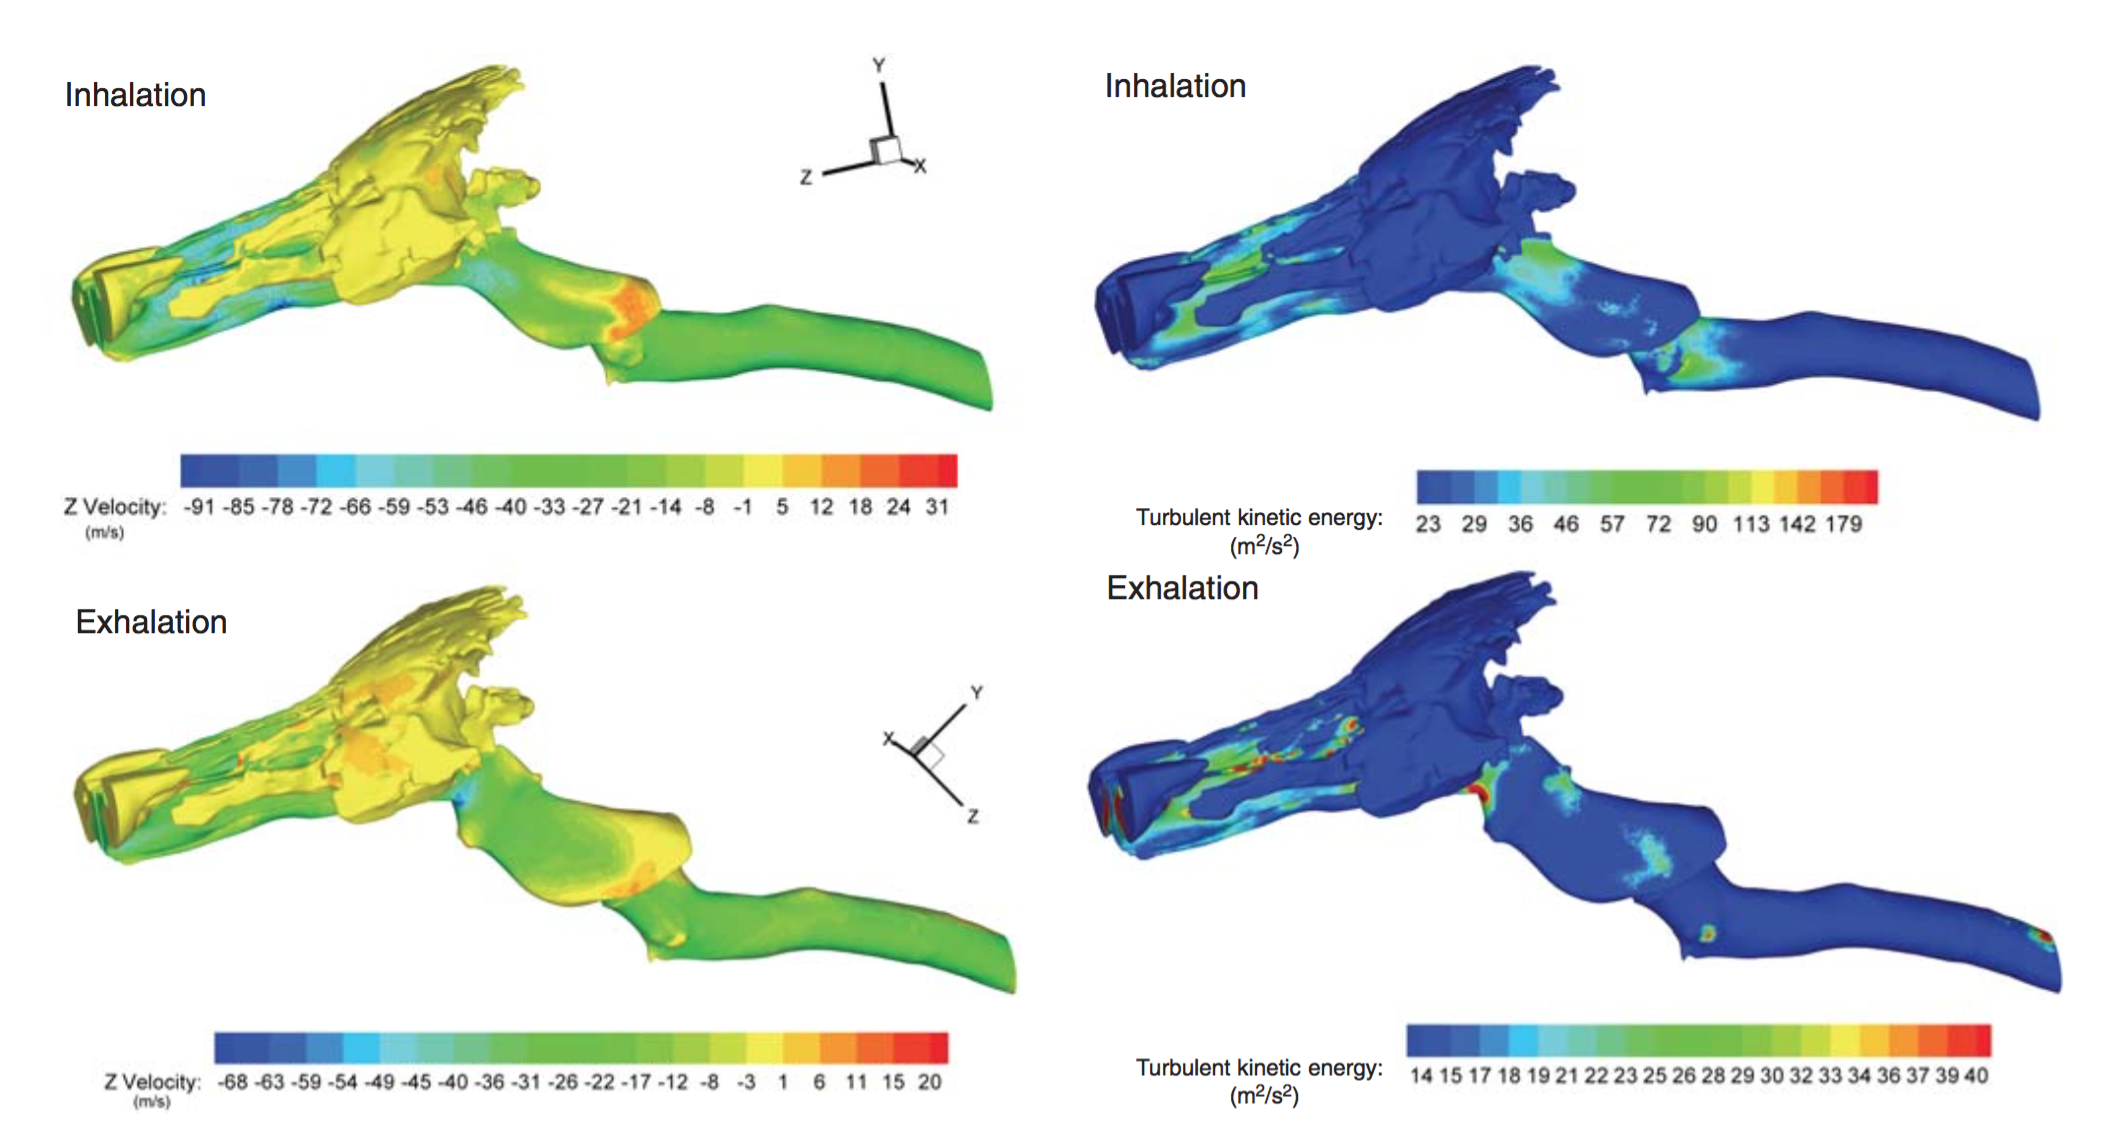 Inhalation
Y
Z
X
Z Velocity: -91 -85 -78 -72 -66 -59 -53 -46 -40 -33 -27 -21 -14 -8 -1 5 12 18 24 31
(m/s)
Exhalation
Y
X
Z
Z Velocity: -68 -63 -59 -54 -49 -45 -40 -36 -31 -26 -22 -17 -12 -8 -3 1 6 11 15 20
(m/s)
Inhalation
Turbulent kinetic energy: 23 29 36 46 57 72 90 113 142 179
(m²/s²)
Exhalation
Turbulent kinetic energy: 14 15 17 18 19 21 22 23 25 26 28 29 30 32 33 34 36 37 39 40
(m²/s²)